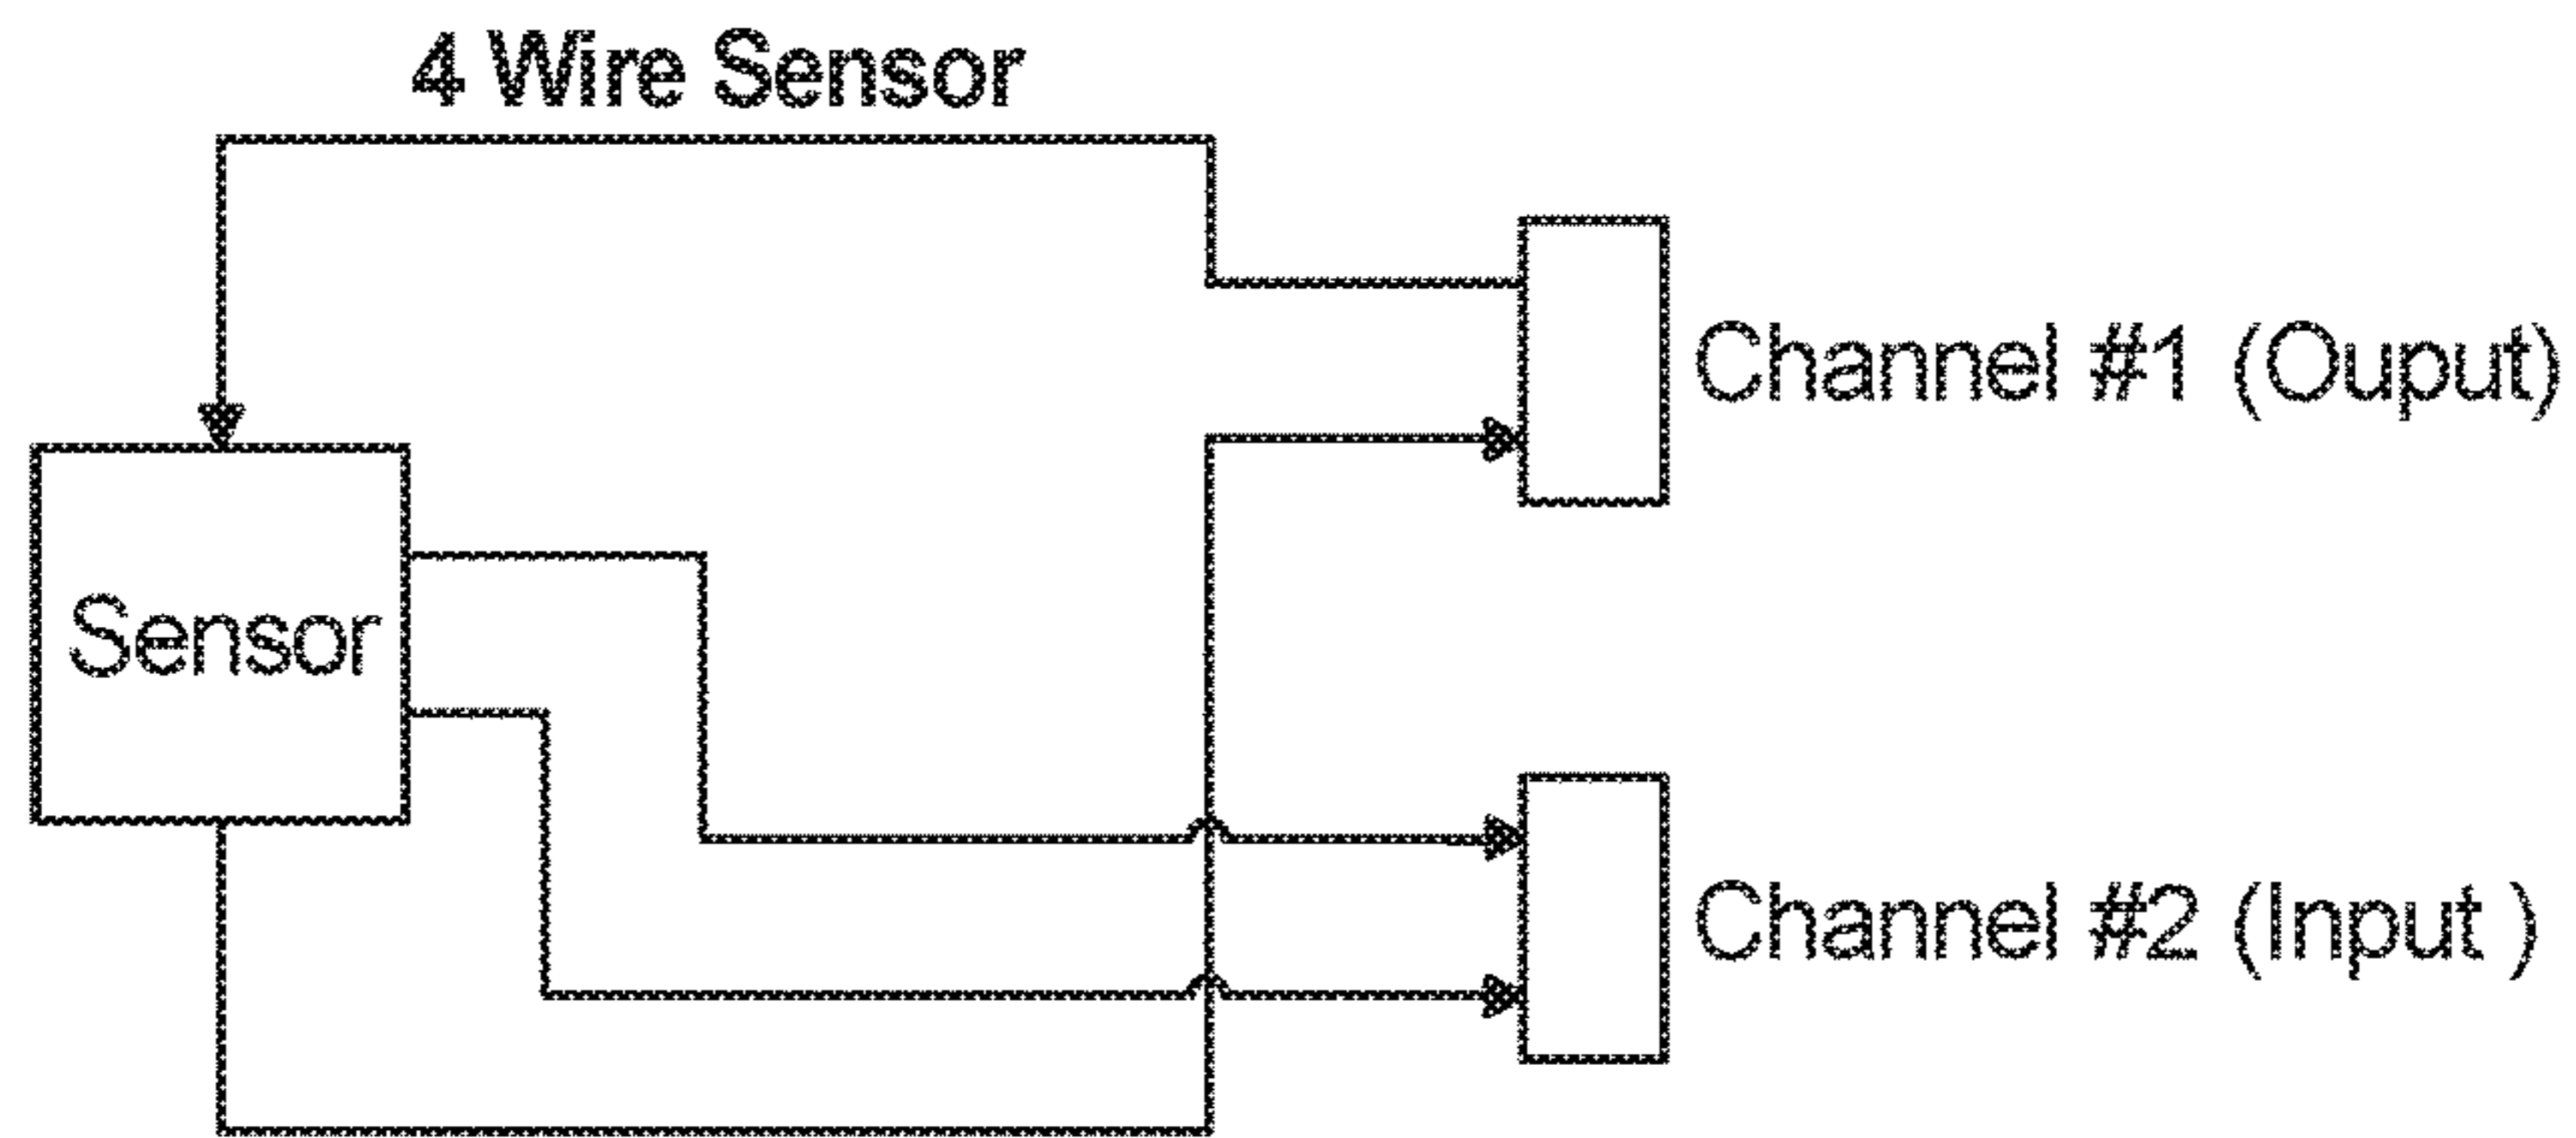 4 Wire Sensor
Channel #1 (Ouput)
Sensor
Channel #2 (Input )